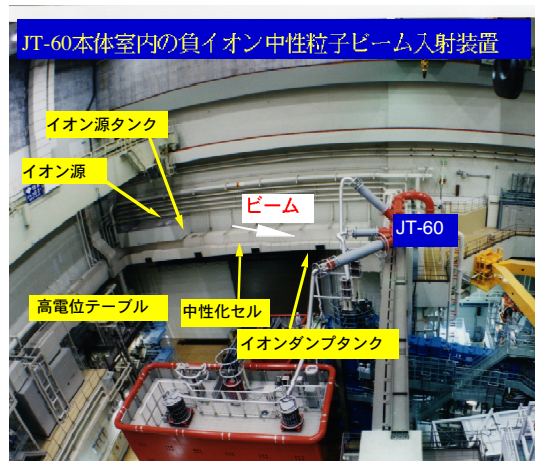 JT-60本体室内の負イオン中性粒子ビーム入射装置
イオン源タンク
イオン源
ビーム
JT-60
高電位テーブル
中性化セル
イオンダンプタンク